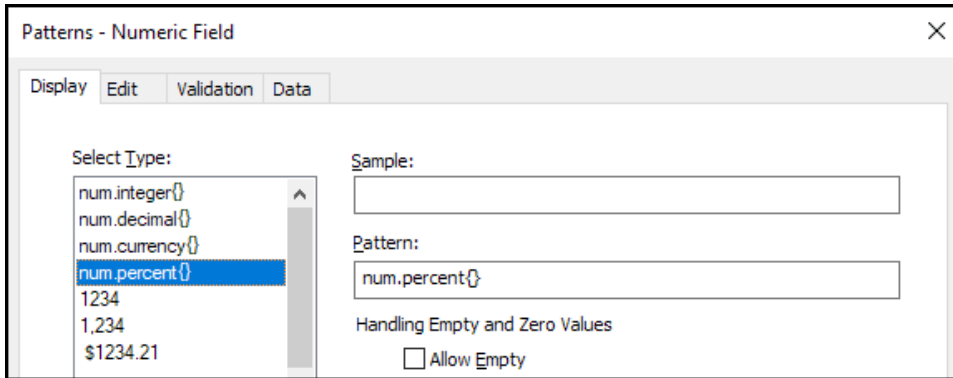 Patterns - Numeric Field
Display Edit Validation Data
Select Type:
num.integer{}
num.decimal{}
num.currency{}
num.percent{}
1234
1,234
$1234.21
Sample:
Pattern:
num.percent{}
Handling Empty and Zero Values
Allow Empty